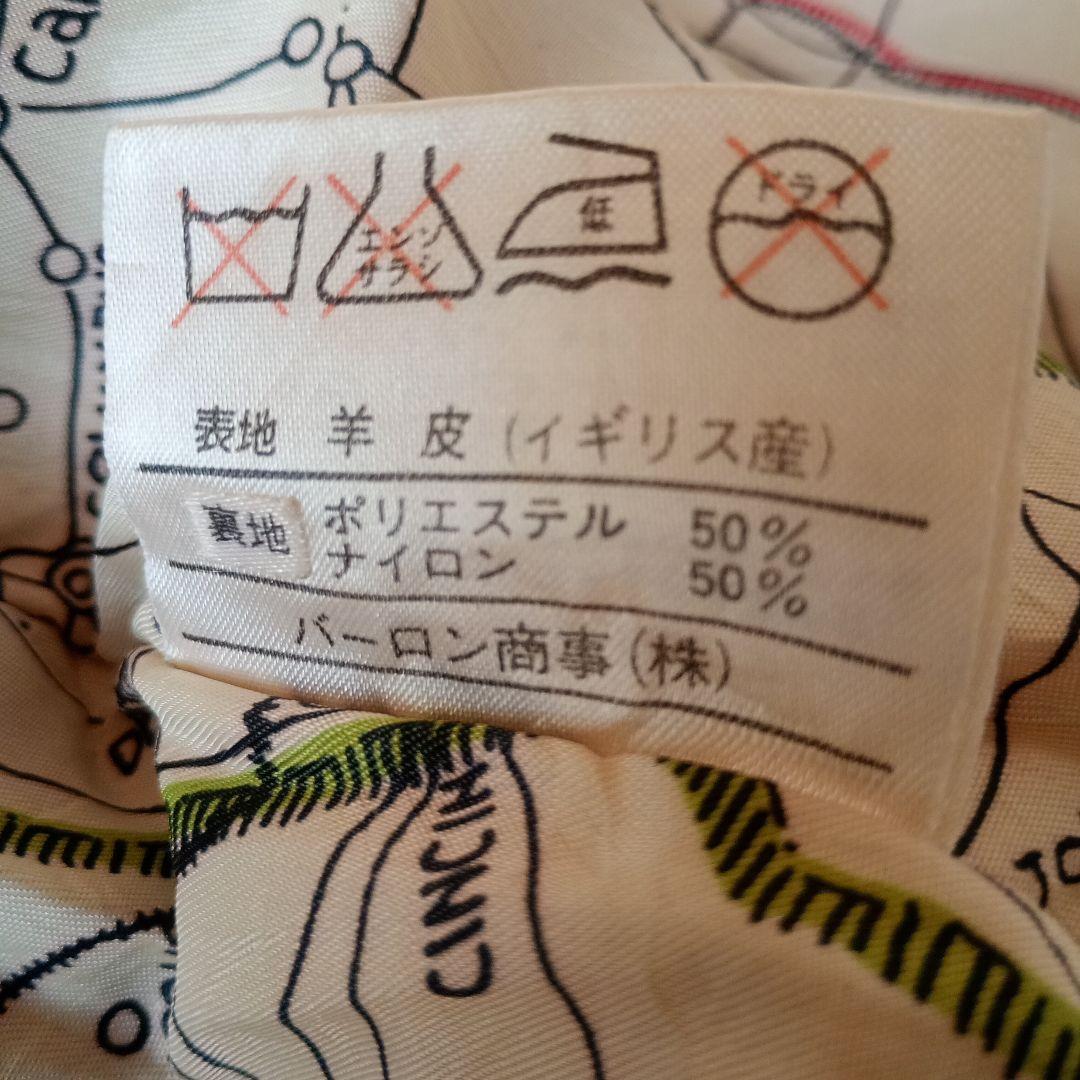 Car
エンソ
サラシ
低
ドライ
表地 羊 皮 (イギリス産)
裏地 ポリエステル 50%
ナイロン 50%
バーロン商事(株)
CINCIN
JO